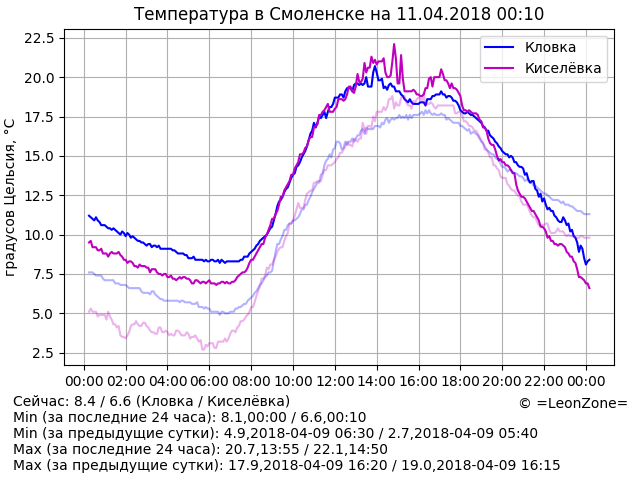 Температура в Смоленске на 11.04.2018 00:10
градусов Цельсия, °C
22.5
20.0
17.5
15.0
12.5
10.0
7.5
5.0
2.5
Кловка
Киселёвка
00:00 02:00 04:00 06:00 08:00 10:00 12:00 14:00 16:00 18:00 20:00 22:00 00:00
Сейчас: 8.4 / 6.6 (Кловка / Киселёвка)
© =LeonZone=
Min (за последние 24 часа): 8.1,00:00 / 6.6,00:10
Min (за предыдущие сутки): 4.9,2018-04-09 06:30 / 2.7,2018-04-09 05:40
Max (за последние 24 часа): 20.7,13:55 / 22.1,14:50
Max (за предыдущие сутки): 17.9,2018-04-09 16:20 / 19.0,2018-04-09 16:15